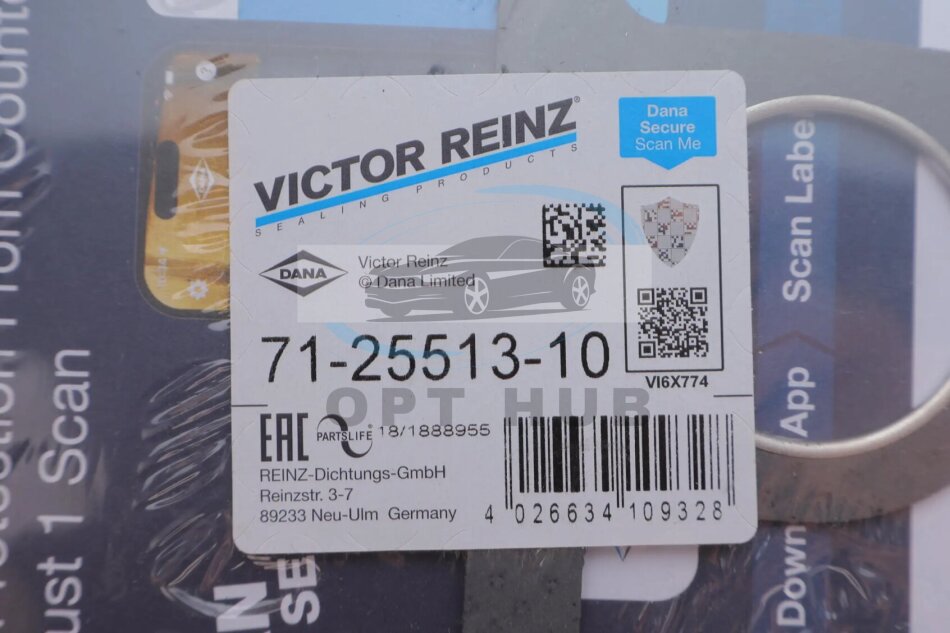 VICTOR REINZ®
SEALING PRODUCTS
Dana
Secure
Scan Me
DANA
Victor Reinz
© Dana Limited
71-25513-10
VI6X774
OPT HUB
EAC PARTSLIFE 18/1888955
REINZ-Dichtungs-GmbH
Reinzstr. 3-7
89233 Neu-Ulm Germany
4 026634 109328
ust 1 Scan
Scan Labe
App
Down